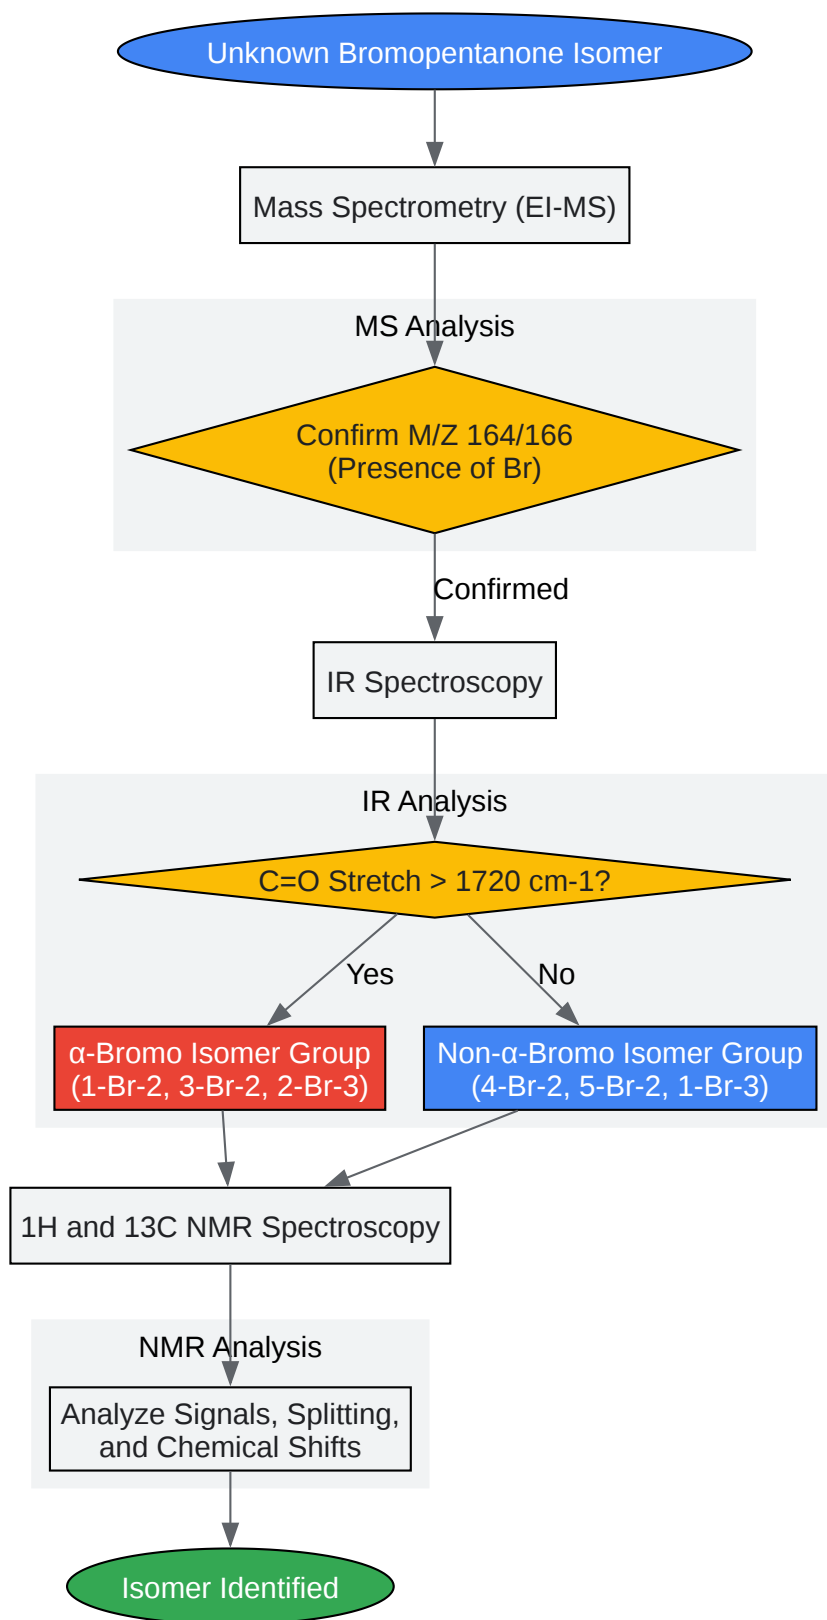 Unknown Bromopentanone Isomer
Mass Spectrometry (EI-MS)
MS Analysis
Confirm M/Z 164/166
(Presence of Br)
Confirmed
IR Spectroscopy
IR Analysis
C=O Stretch > 1720 cm-1?
Yes
No
α-Bromo Isomer Group
(1-Br-2, 3-Br-2, 2-Br-3)
Non-α-Bromo Isomer Group
(4-Br-2, 5-Br-2, 1-Br-3)
1H and 13C NMR Spectroscopy
NMR Analysis
Analyze Signals, Splitting,
and Chemical Shifts
Isomer Identified